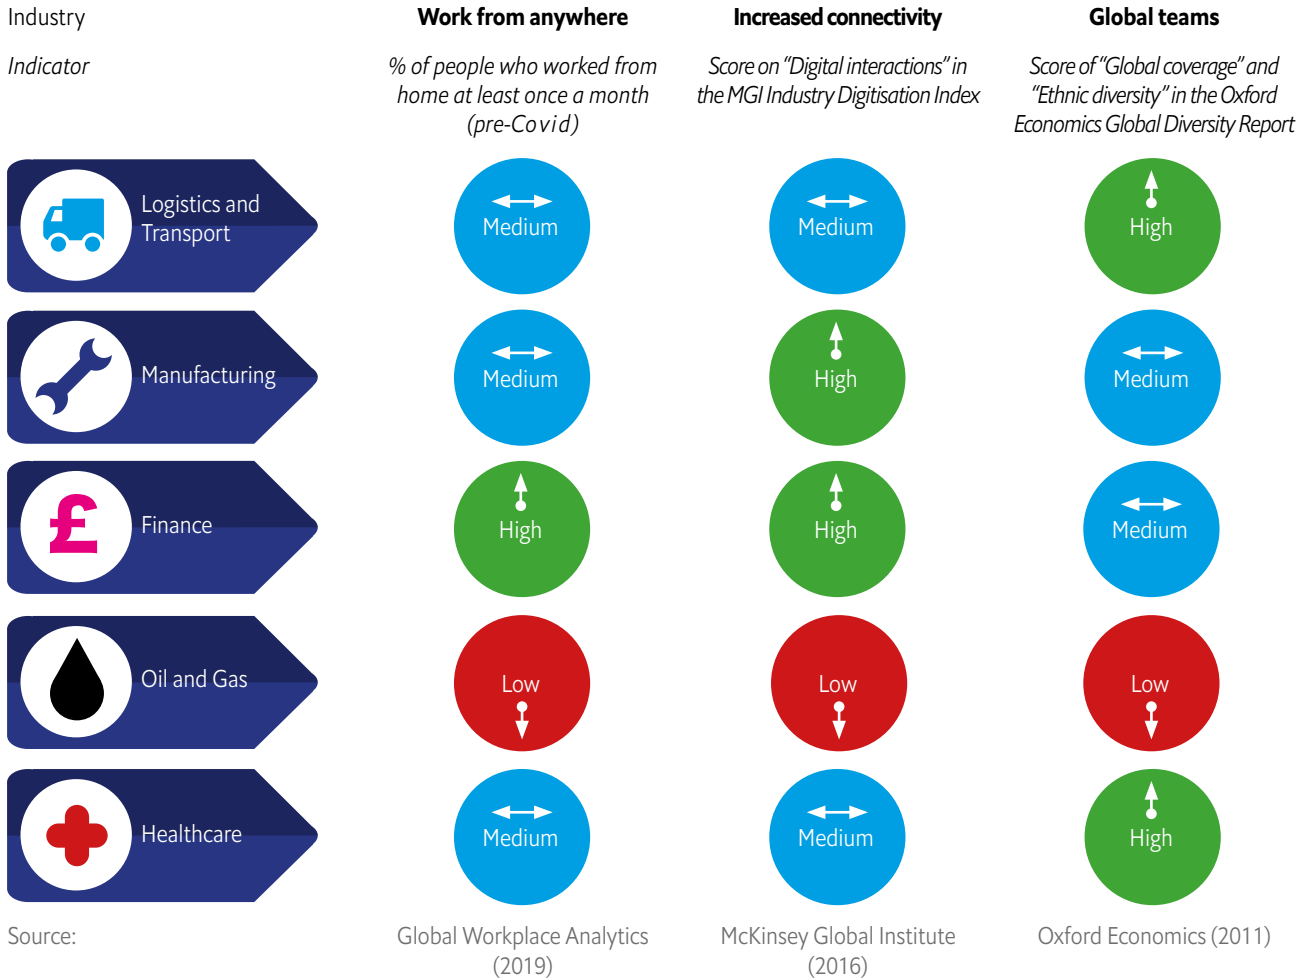 Industry
Work from anywhere
Increased connectivity
Global teams
Indicator
% of people who worked from
home at least once a month
(pre-Covid)
Score on "Digital interactions" in
the MGI Industry Digitisation Index
Score of "Global coverage" and
"Ethnic diversity" in the Oxford
Economics Global Diversity Report
Logistics and
Transport
Medium
Medium
High
Manufacturing
Medium
High
Medium
£
Finance
High
High
Medium
Oil and Gas
Low
Low
Low
Healthcare
Medium
Medium
High
Source:
Global Workplace Analytics
(2019)
McKinsey Global Institute
(2016)
Oxford Economics (2011)